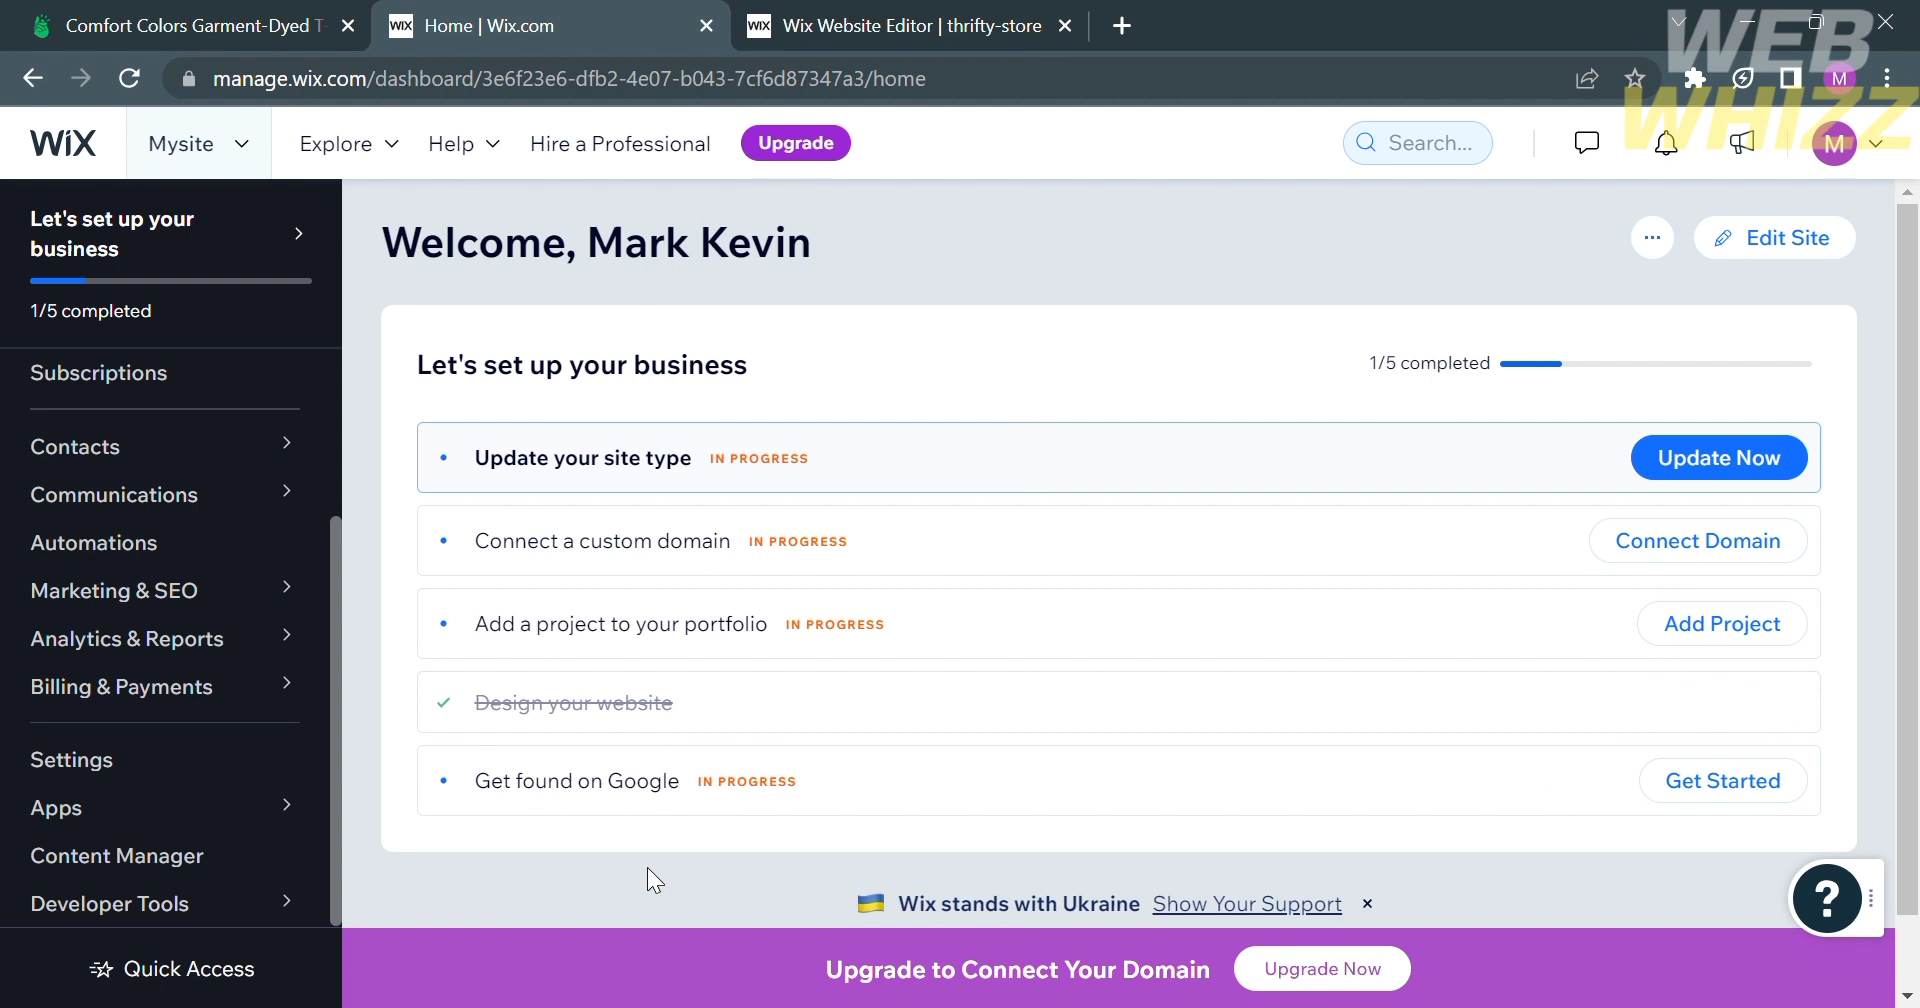 Comfort Colors Garment-Dyed T-
WiX Home | Wix.com
WiX Wix Website Editor | thrifty-store
manage.wix.com/dashboard/3e6f23e6-dfb2-4e07-b043-7cf6d87347a3/home
M
WEB
WHIZZ
WiX
Mysite
Explore
Help
Hire a Professional
Upgrade
Search...
M
Let's set up your
business
1/5 completed
Subscriptions
Contacts
Communications
Automations
Marketing & SEO
Analytics & Reports
Billing & Payments
Settings
Apps
Content Manager
Developer Tools
Quick Access
Welcome, Mark Kevin
Edit Site
Let's set up your business
1/5 completed
Update your site type IN PROGRESS
Update Now
Connect a custom domain IN PROGRESS
Connect Domain
Add a project to your portfolio IN PROGRESS
Add Project
Design your website
Get found on Google IN PROGRESS
Get Started
Wix stands with Ukraine Show Your Support
?
Upgrade to Connect Your Domain
Upgrade Now